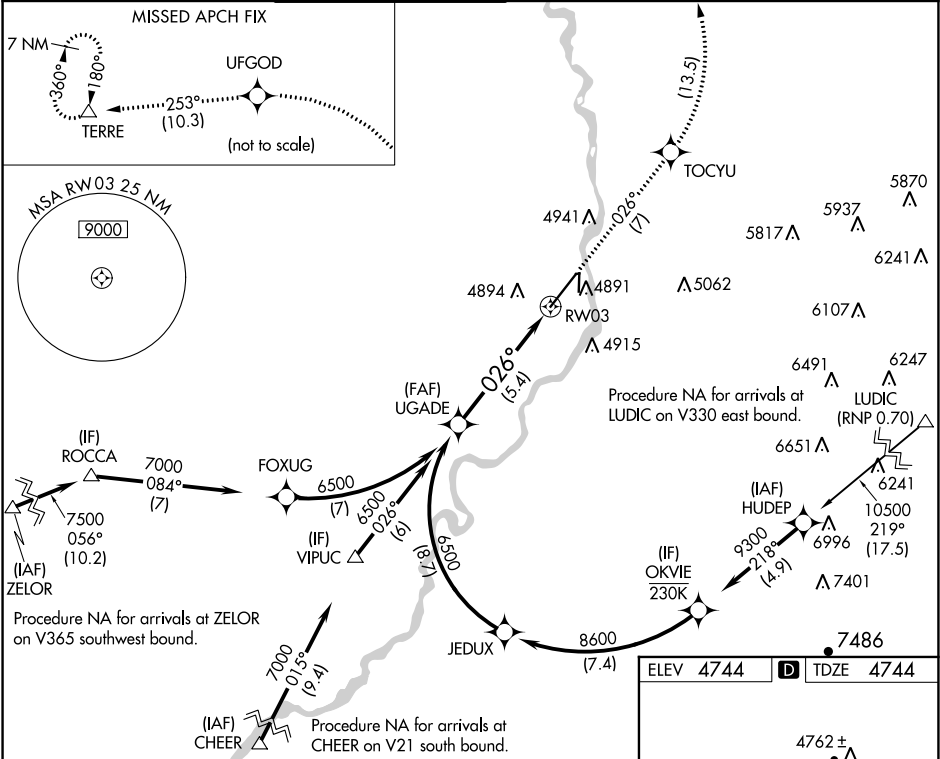 MISSED APCH FIX
7 NM
360°
180°
TERRE
253°
(10.3)
UFGOD
(not to scale)
MSA RW03 25 NM
9000
(13.5)
TOCYU
026°
(7)
4941
5870
5937
5817
6241
4894
4891
5062
RW03
6107
4915
026°
(5.4)
(FAF)
UGADE
6491
6247
Procedure NA for arrivals at
LUDIC on V330 east bound.
LUDIC
(RNP 0.70)
6651
6241
10500
219°
(17.5)
(IF)
ROCCA
7000
084°
(7)
FOXUG
6500
(7)
6500
026°
(6)
(IF)
VIPUC
6500
(8.7)
7500
056°
(10.2)
(IAF)
ZELOR
(IAF)
HUDEP
6996
9300
218°
(4.9)
(IF)
OKVIE
230K
7401
Procedure NA for arrivals at ZELOR
on V365 southwest bound.
JEDUX
8600
(7.4)
7486
7000
015°
(9.4)
(IAF)
CHEER
Procedure NA for arrivals at
CHEER on V21 south bound.
ELEV 4744 D TDZE 4744
4762 ±